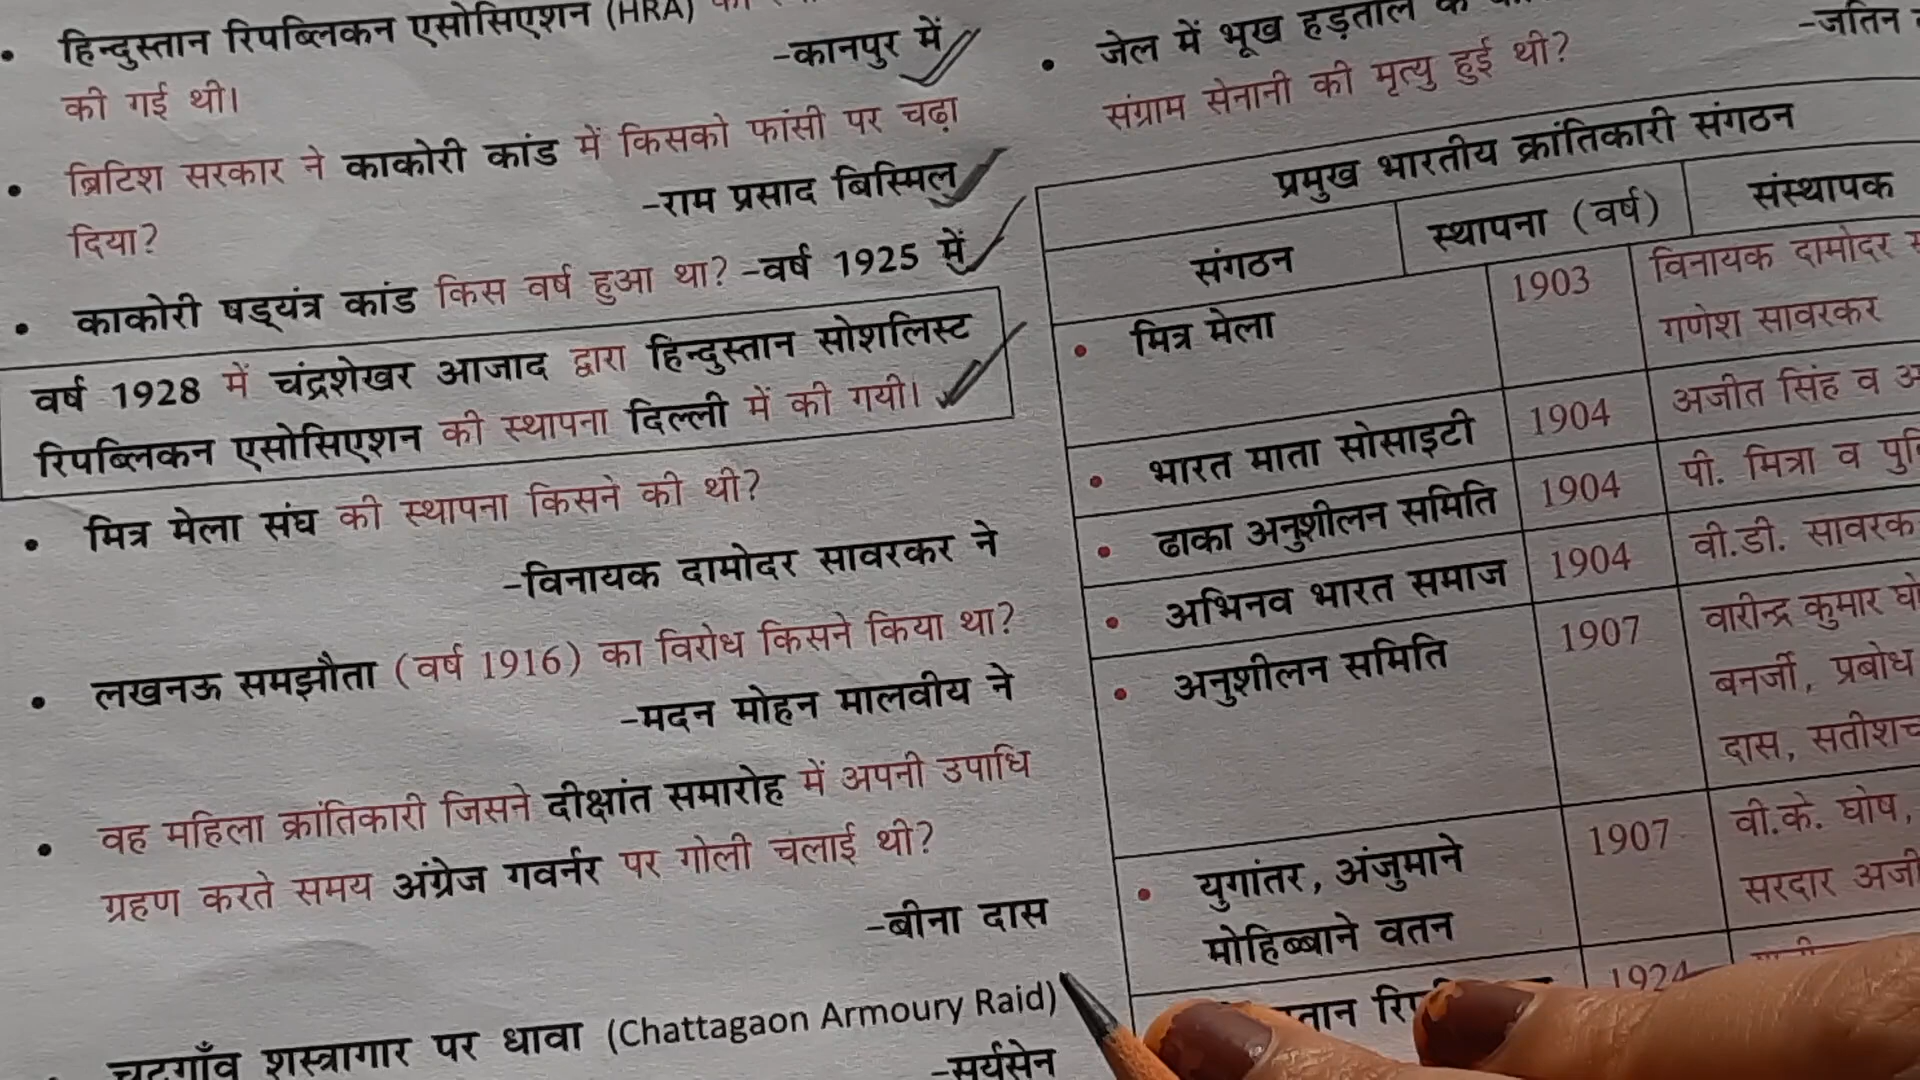 हिन्दुस्तान रिपब्लिकन एसोसिएशन (HRA)
की गई थी।
-कानपुर में
ब्रिटिश सरकार ने काकोरी कांड में किसको फांसी पर चढ़ा
दिया?
-राम प्रसाद बिस्मिल
काकोरी षड्यंत्र कांड किस वर्ष हुआ था? -वर्ष 1925 में
वर्ष 1928 में चंद्रशेखर आजाद द्वारा हिन्दुस्तान सोशलिस्ट
रिपब्लिकन एसोसिएशन की स्थापना दिल्ली में की गयी।
मित्र मेला संघ की स्थापना किसने की थी?
-विनायक दामोदर सावरकर ने
लखनऊ समझौता (वर्ष 1916) का विरोध किसने किया था?
-मदन मोहन मालवीय ने
वह महिला क्रांतिकारी जिसने दीक्षांत समारोह में अपनी उपाधि
ग्रहण करते समय अंग्रेज गवर्नर पर गोली चलाई थी?
-बीना दास
चटगाँव शस्त्रागार पर धावा (Chattagaon Armoury Raid)
-सूर्यसेन
जेल में भूख हड़ताल के
संग्राम सेनानी की मृत्यु हुई थी?
-जतिन
प्रमुख भारतीय क्रांतिकारी संगठन
संगठन स्थापना (वर्ष) संस्थापक
मित्र मेला 1903 विनायक दामोदर
गणेश सावरकर
भारत माता सोसाइटी 1904 अजीत सिंह व
ढाका अनुशीलन समिति 1904 पी. मित्रा व
अभिनव भारत समाज 1904 वी.डी. सावरक
अनुशीलन समिति 1907 वारीन्द्र कुमार
बनर्जी, प्रबोध
दास, सतीशच
युगांतर, अंजुमाने 1907 वी.के. घोष,
मोहिब्बाने वतन सरदार अजी
1924